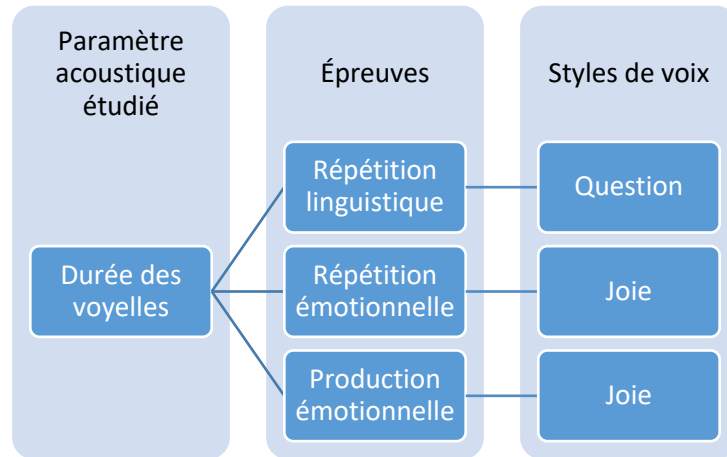 Paramètre
acoustique
étudié
Épreuves
Styles de voix
Durée des
voyelles
Répétition
linguistique
Question
Répétition
émotionnelle
Joie
Production
émotionnelle
Joie